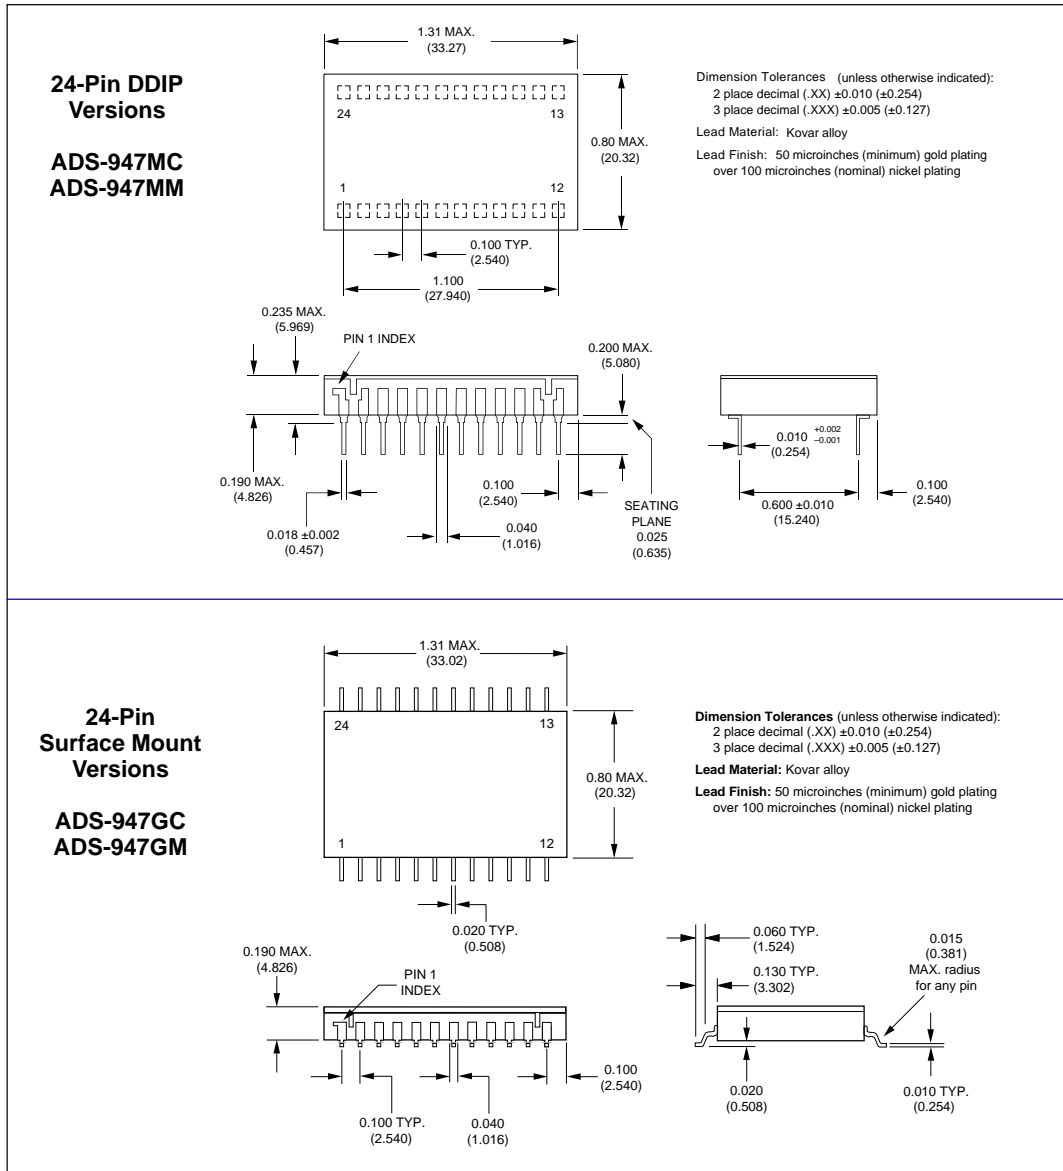 24-Pin DDIP
Versions
ADS-947MC
ADS-947MM
1.31 MAX.
(33.27)
24
13
1
12
0.80 MAX.
(20.32)
0.100 TYP.
(2.540)
1.100
(27.940)
Dimension Tolerances (unless otherwise indicated):
2 place decimal (.XX) ±0.010 (±0.254)
3 place decimal (.XXX) ±0.005 (±0.127)
Lead Material: Kovar alloy
Lead Finish: 50 microinches (minimum) gold plating
over 100 microinches (nominal) nickel plating
0.235 MAX.
(5.969)
PIN 1 INDEX
0.200 MAX.
(5.080)
0.190 MAX.
(4.826)
0.018 ±0.002
(0.457)
0.100
(2.540)
0.040
(1.016)
SEATING
PLANE
0.025
(0.635)
0.010 +0.002
−0.001
(0.254)
0.600 ±0.010
(15.240)
0.100
(2.540)
24-Pin
Surface Mount
Versions
ADS-947GC
ADS-947GM
1.31 MAX.
(33.02)
24
13
1
12
0.80 MAX.
(20.32)
0.020 TYP.
(0.508)
Dimension Tolerances (unless otherwise indicated):
2 place decimal (.XX) ±0.010 (±0.254)
3 place decimal (.XXX) ±0.005 (±0.127)
Lead Material: Kovar alloy
Lead Finish: 50 microinches (minimum) gold plating
over 100 microinches (nominal) nickel plating
0.190 MAX.
(4.826)
PIN 1
INDEX
0.100 TYP.
(2.540)
0.040
(1.016)
0.100
(2.540)
0.060 TYP.
(1.524)
0.130 TYP.
(3.302)
0.015
(0.381)
MAX. radius
for any pin
0.020
(0.508)
0.010 TYP.
(0.254)